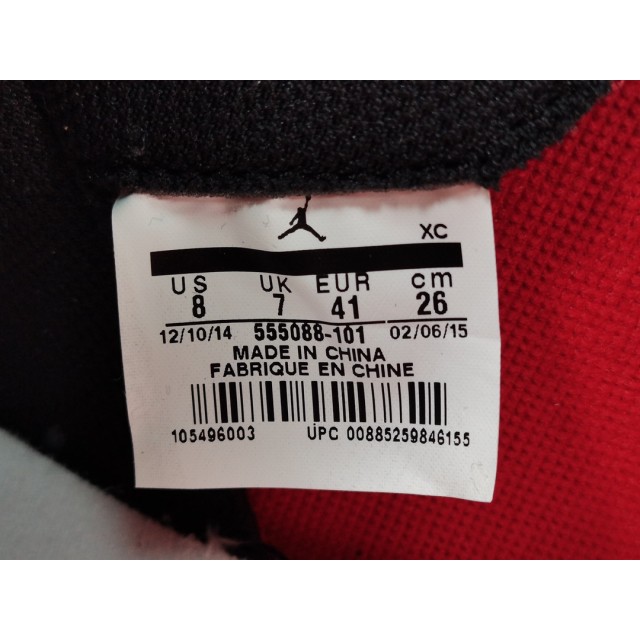 XC
US UK EUR cm
8 7 41 26
12/10/14 555088-101 02/06/15
MADE IN CHINA
FABRIQUE EN CHINE
105496003 UPC 00885259846155